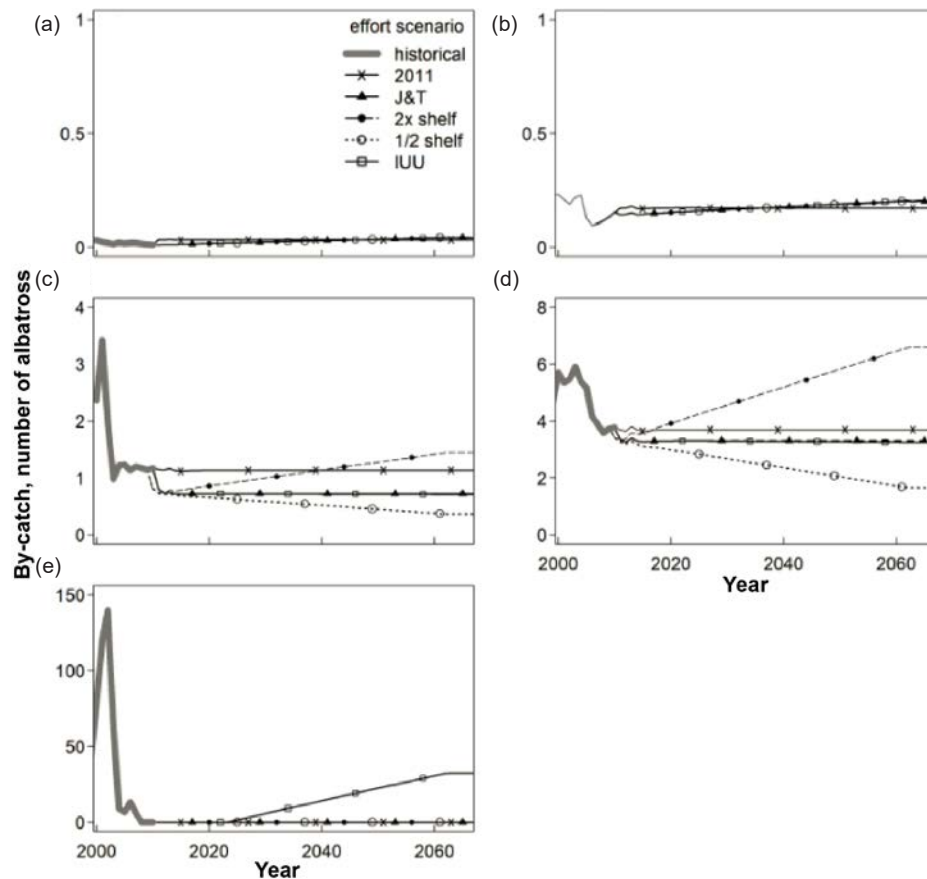 (a)
1
0.5
0
effort scenario
historical
2011
J&T
2x shelf
1/2 shelf
IUU
(b)
1
0.5
0
(c)
4
3
2
1
0
(d)
8
6
4
2
0
2000
2020
2040
2060
Year
By-catch, number of albatross
(e)
150
100
50
0
2000
2020
2040
2060
Year